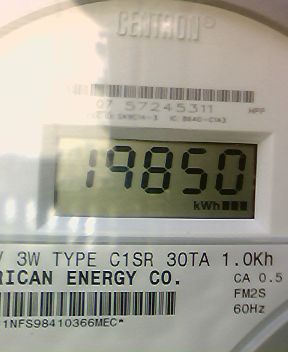 CENTRON®
07 57245311 HPP
19850
kWh
V 3W TYPE C1SR 30TA 1.0Kh
RICAN ENERGY CO.
CA 0.5
FM2S
60Hz
1NFS98410366MEC*